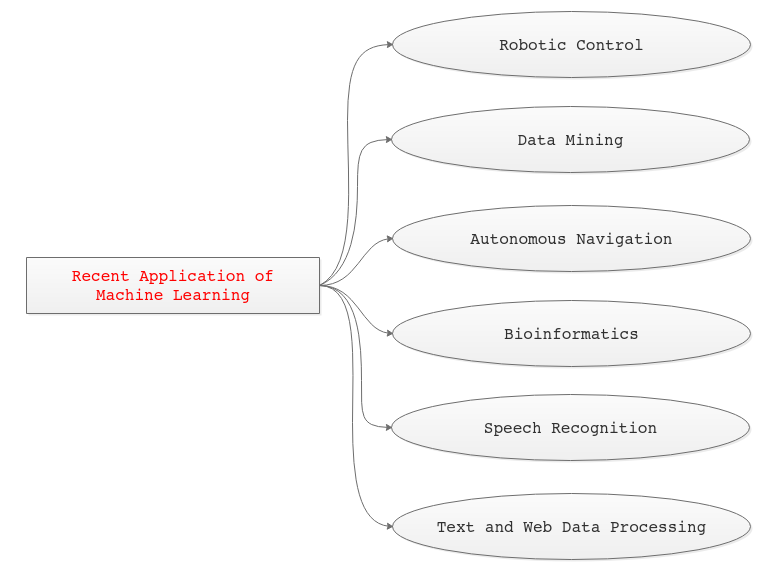 Robotic Control
Data Mining
Autonomous Navigation
Recent Application of
Machine Learning
Bioinformatics
Speech Recognition
Text and Web Data Processing